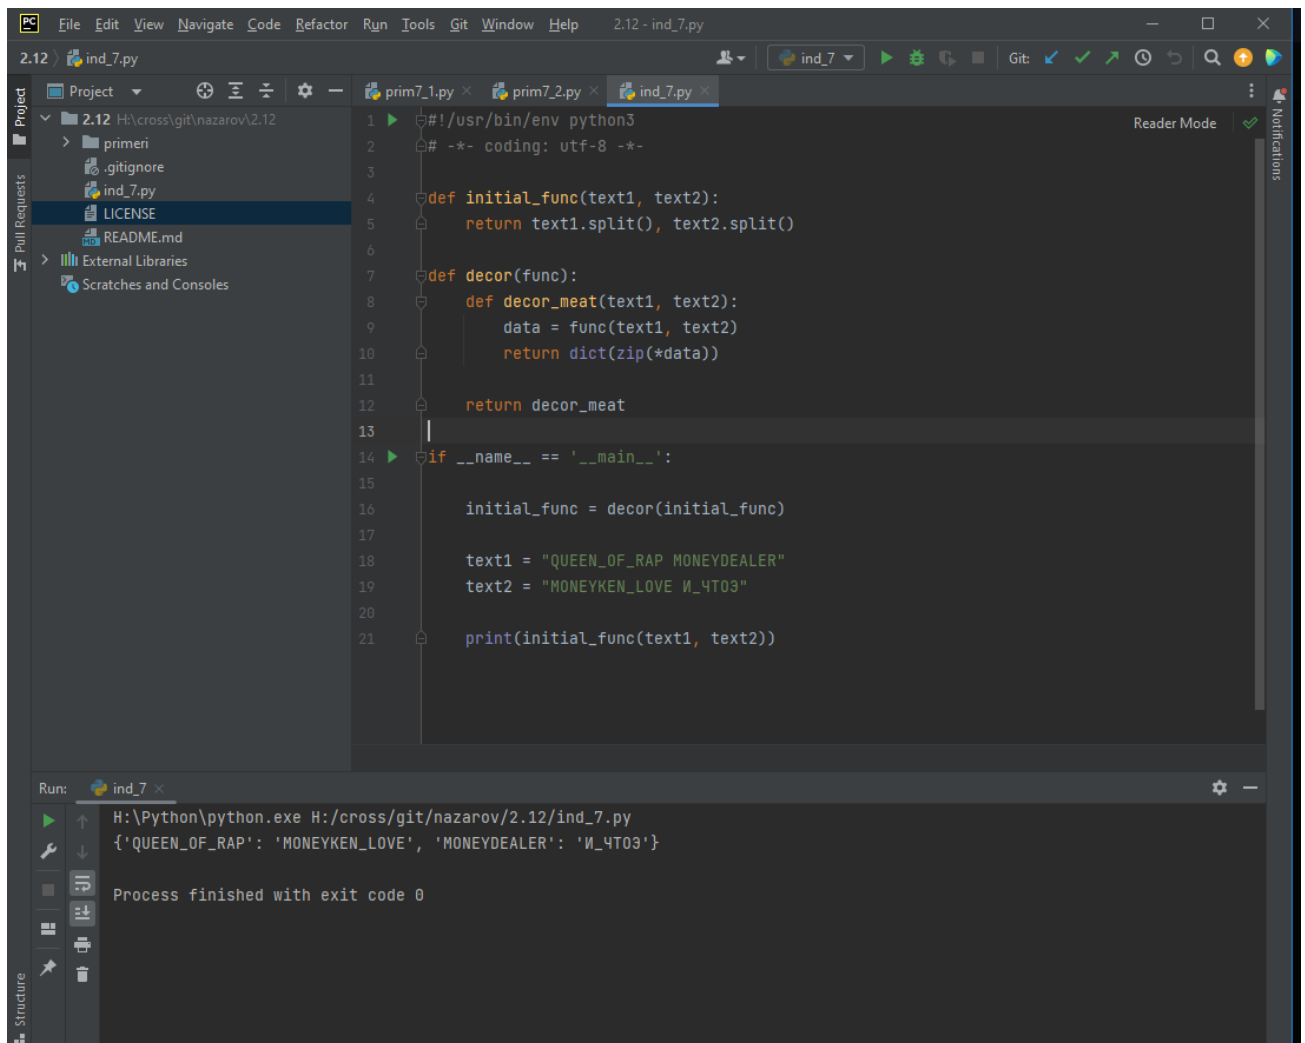 PC File Edit View Navigate Code Refactor Run Tools Git Window Help 2.12 - ind_7.py
2.12 ind_7.py ind_7 Git:
Project
Project prim7_1.py prim7_2.py ind_7.py
Notifications
Pull Requests
2.12 H:\cross\git\nazarov\2.12
primeri
.gitignore
ind_7.py
LICENSE
README.md
External Libraries
Scratches and Consoles
Reader Mode
1 #!/usr/bin/env python3
2 # -*- coding: utf-8 -*-
3
4 def initial_func(text1, text2):
5 return text1.split(), text2.split()
6
7 def decor(func):
8 def decor_meat(text1, text2):
9 data = func(text1, text2)
10 return dict(zip(*data))
11
12 return decor_meat
13
14 if __name__ == '__main__':
15
16 initial_func = decor(initial_func)
17
18 text1 = "QUEEN_OF_RAP MONEYDEALER"
19 text2 = "MONEYKEN_LOVE И_ЧТОЭ"
20
21 print(initial_func(text1, text2))
Run: ind_7
H:\Python\python.exe H:/cross/git/nazarov/2.12/ind_7.py
{'QUEEN_OF_RAP': 'MONEYKEN_LOVE', 'MONEYDEALER': 'И_ЧТОЭ'}
Process finished with exit code 0
Structure